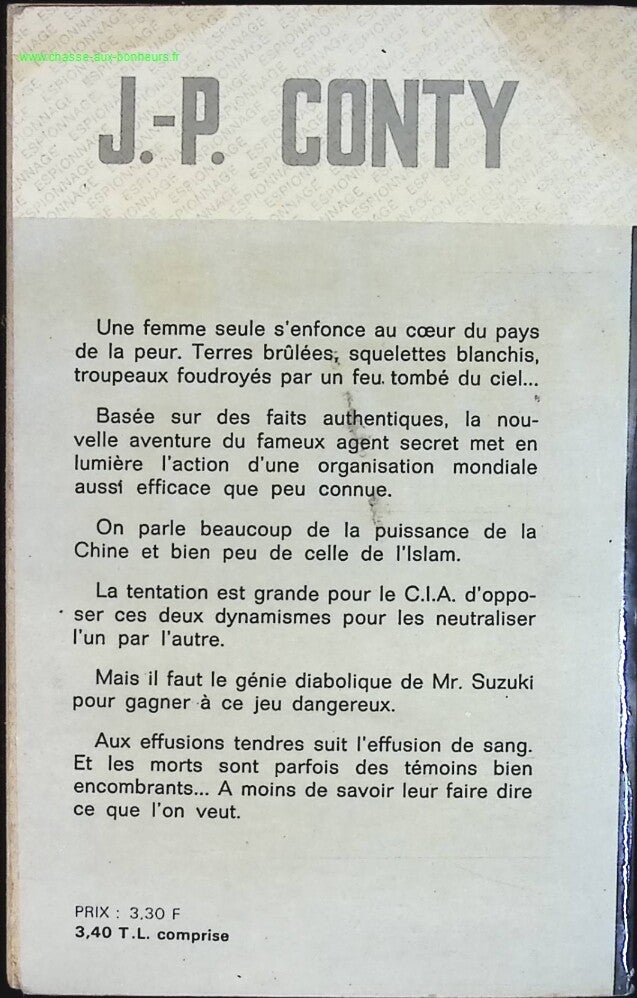 www.chasse-aux-bonheurs.fr
J.-P. CONTY
Une femme seule s'enfonce au cœur du pays
de la peur. Terres brûlées, squelettes blanchis,
troupeaux foudroyés par un feu tombé du ciel...
Basée sur des faits authentiques, la nou-
velle aventure du fameux agent secret met en
lumière l'action d'une organisation mondiale
aussi efficace que peu connue.
On parle beaucoup de la puissance de la
Chine et bien peu de celle de l'Islam.
La tentation est grande pour le C.I.A. d'oppo-
ser ces deux dynamismes pour les neutraliser
l'un par l'autre.
Mais il faut le génie diabolique de Mr. Suzuki
pour gagner à ce jeu dangereux.
Aux effusions tendres suit l'effusion de sang.
Et les morts sont parfois des témoins bien
encombrants... A moins de savoir leur faire dire
ce que l'on veut.
PRIX : 3,30 F
3,40 T.L. comprise